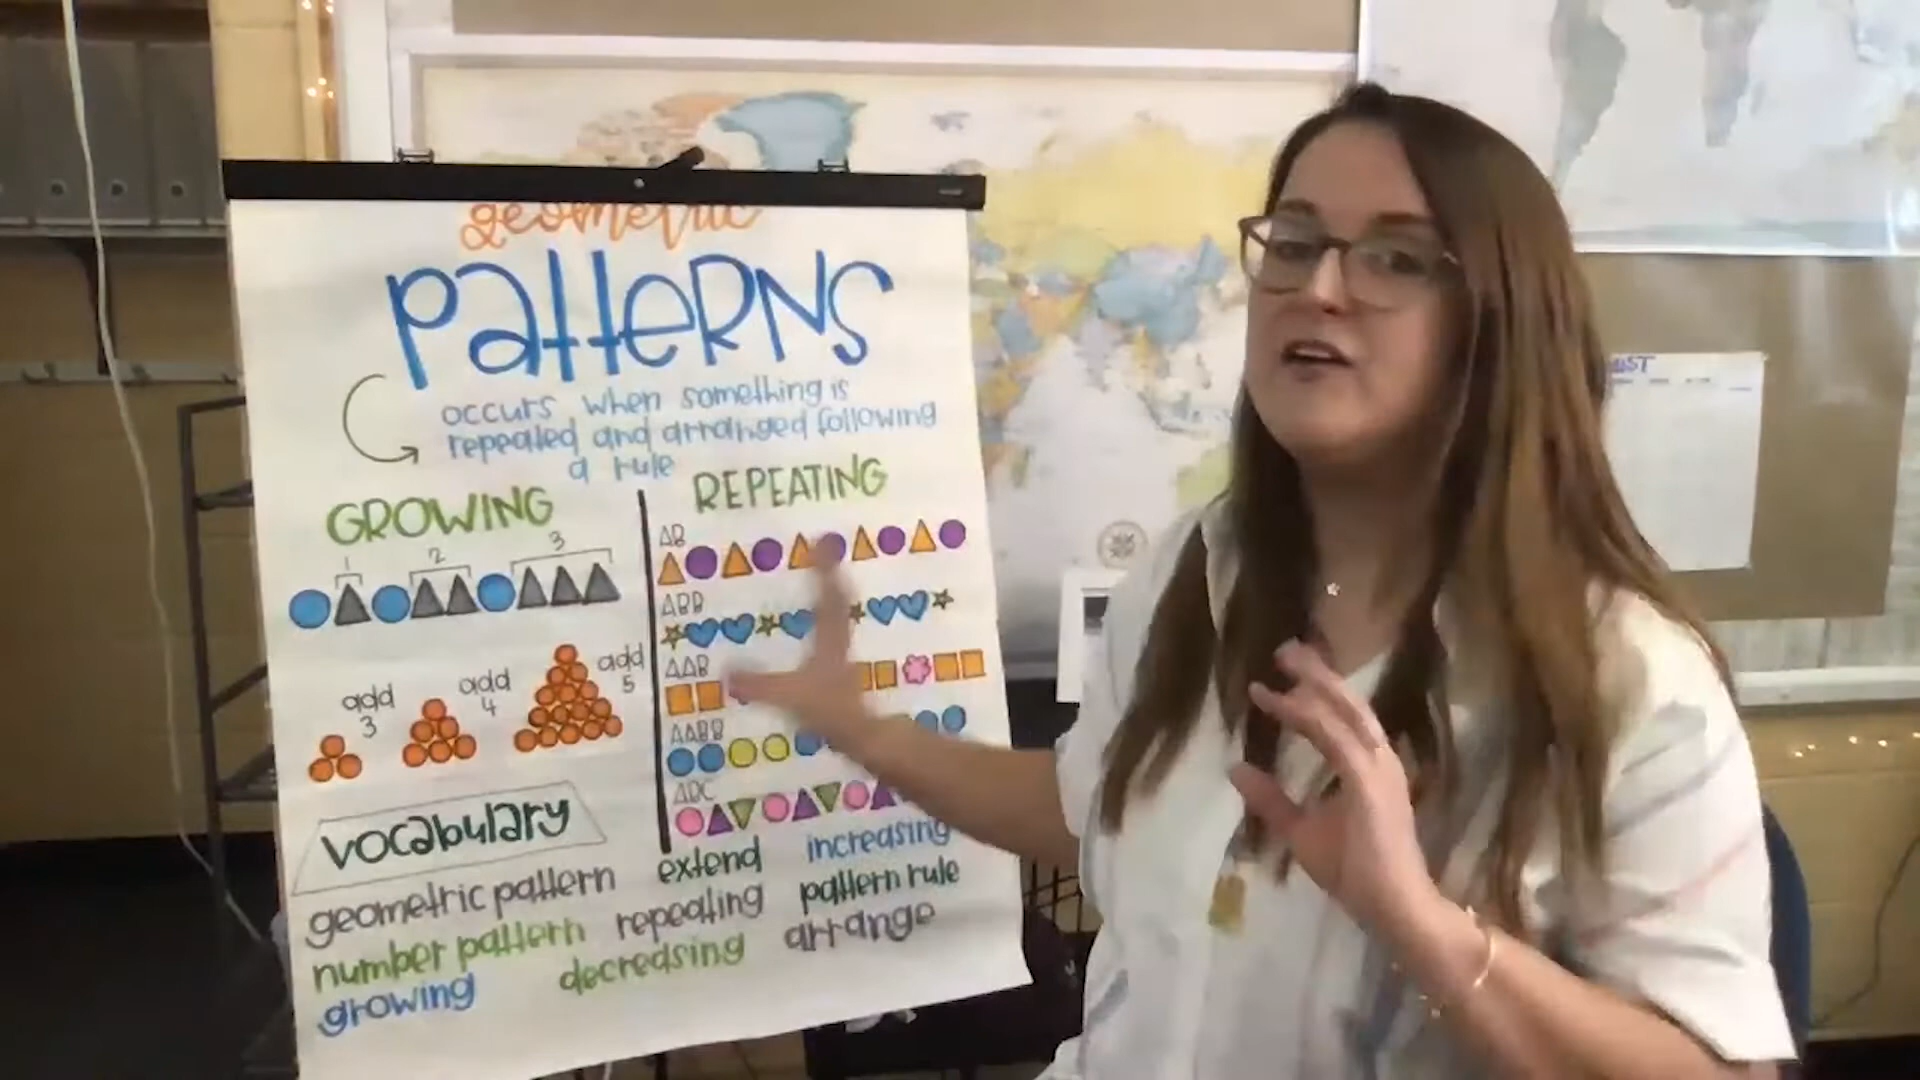 geometric
patterns
occurs when something is
repeated and arranged following
a rule
GROWING
1 2 3
add 3
add 4
add 5
REPEATING
AB
ABB
AAB
AABB
ABC
vocabulary
geometric pattern
extend
increasing
number pattern
repeating
pattern rule
growing
decreasing
arrange